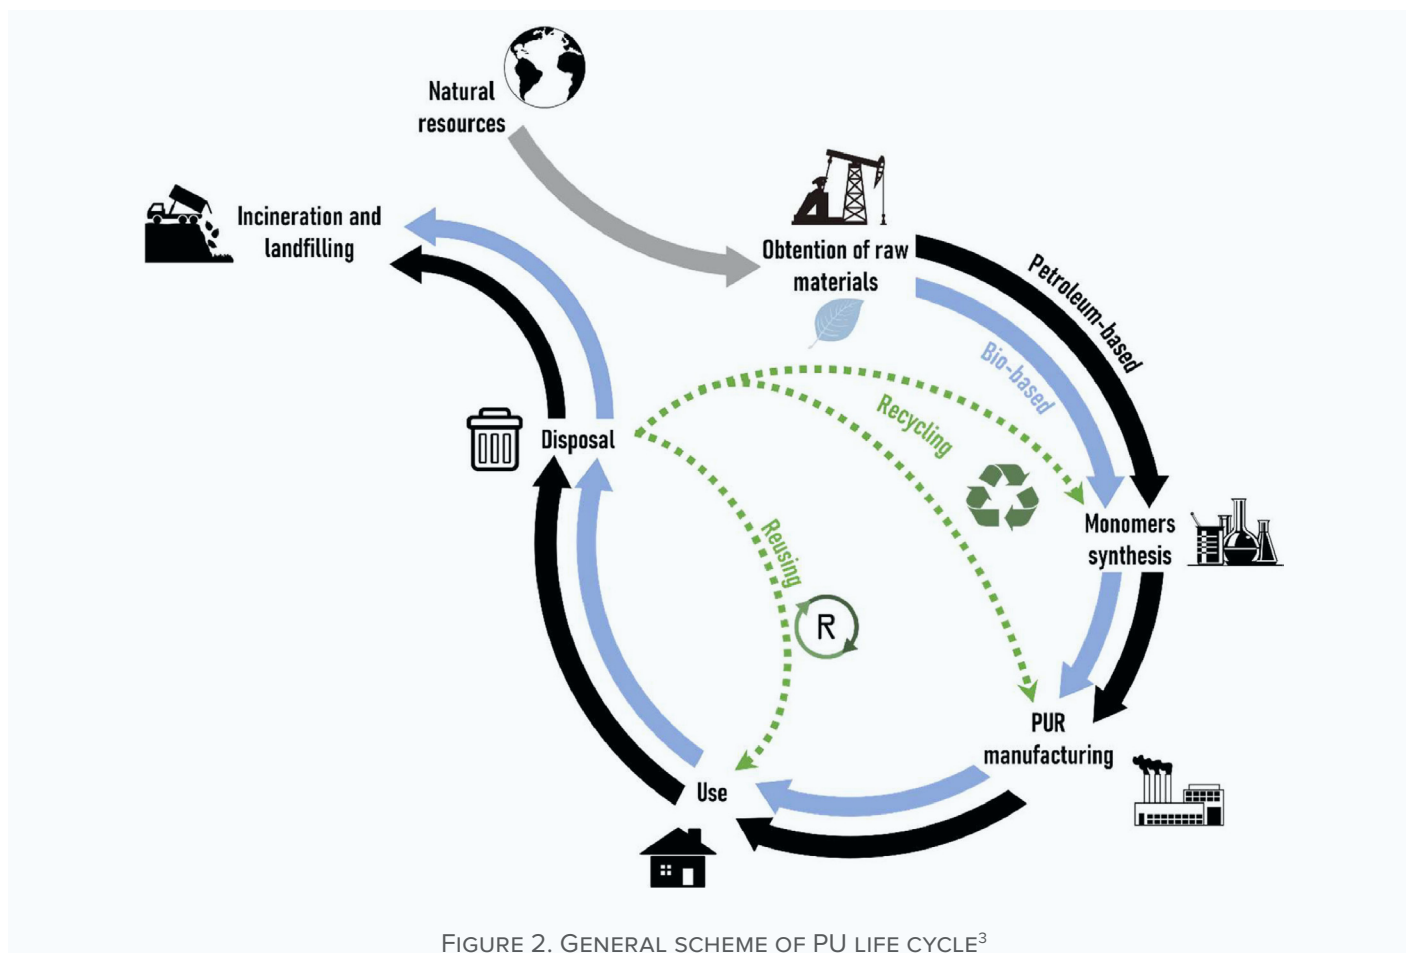 Natural
resources
Incineration and
landfilling
Obtention of raw
materials
Petroleum-based
Bio-based
Recycling
Disposal
Reusing
Monomers
synthesis
R
PUR
manufacturing
Use
FIGURE 2. GENERAL SCHEME OF PU LIFE CYCLE³